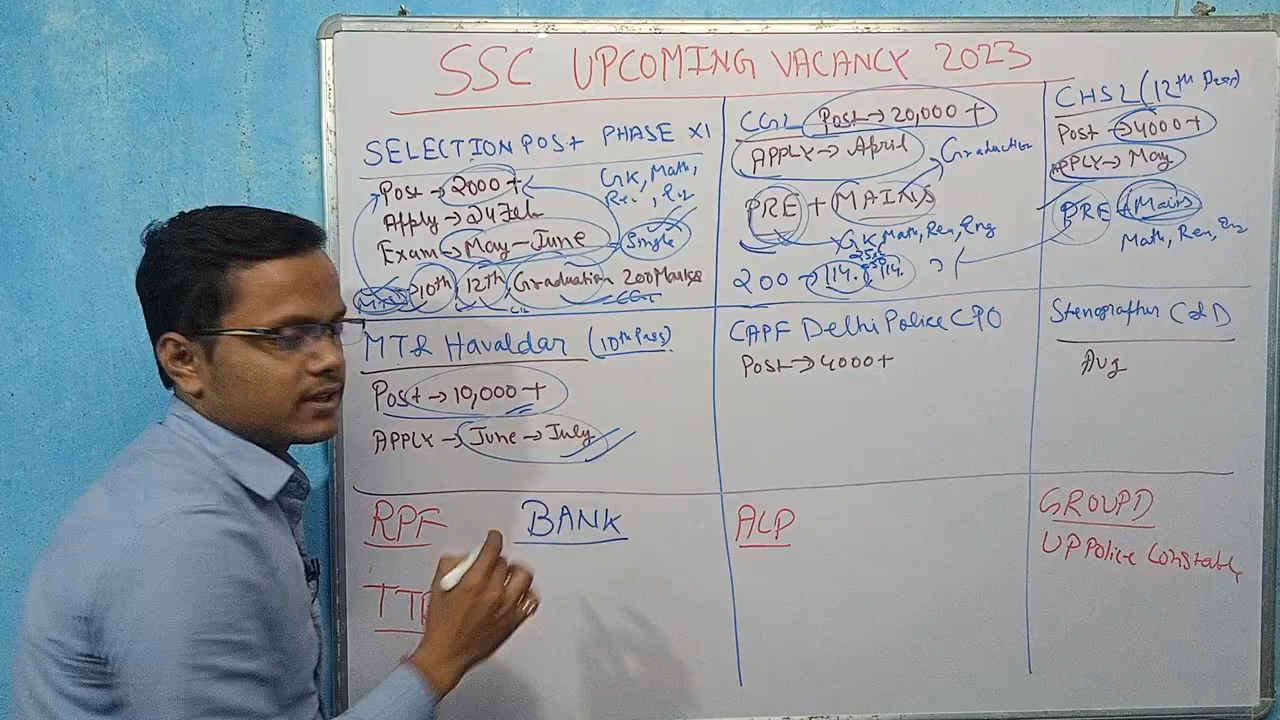 SSC UPCOMING VACANCY 2023
SELECTION POST PHASE XI
Post → 2000+
Apply → 24 Feb
Exam → May-June
GK, Math,
Rea, Eng
Single
MTS → 10th, 12th, Graduation 200 Marks
CGL
CGL Post → 20,000+
APPLY → April
Graduction
PRE + MAINS
GK, Math, Rea, Eng
200 → 114. 114.
CHSL (12th Pass)
Post → 4000+
APPLY → May
PRE + Mains
Math, Rea, Eng
MTS Havaldar (10th Pass)
Post → 10,000+
APPLY → June → July
CAPF Delhi Police CPO
Post → 4000+
Stenographer C&D
Aug
RPF
BANK
ALP
GROUP D
UP Police Constable